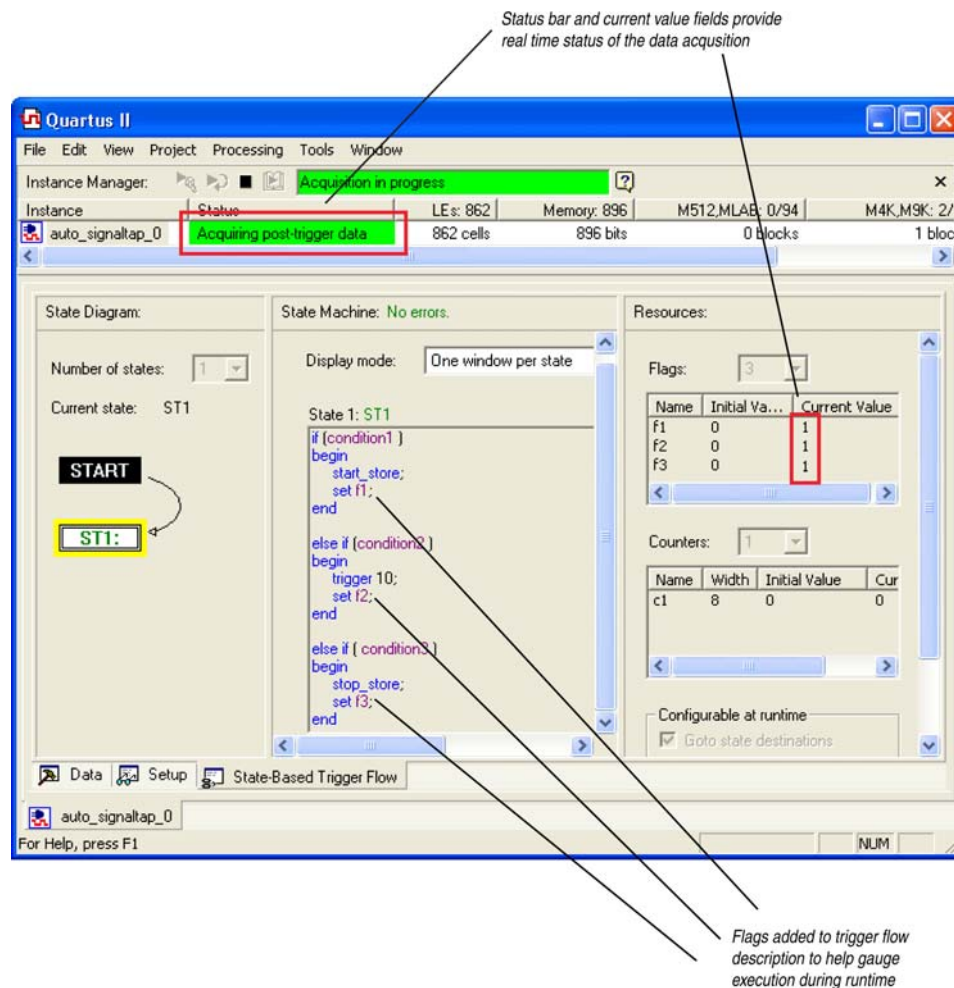 Status bar and current value fields provide
real time status of the data acqusition
Quartus II
File Edit View Project Processing Tools Window
Instance Manager: Acquisition in progress
Instance Status LEs: 862 Memory: 896 M512,MLAB: 0/94 M4K,M9K: 2/
auto_signaltap_0 Acquiring post-trigger data 862 cells 896 bits 0 blocks 1 bloc
State Diagram:
Number of states: 1
Current state: ST1
START
ST1:
State Machine: No errors.
Display mode: One window per state
State 1: ST1
if (condition1 )
begin
start_store;
set f1;
end
else if (condition2 )
begin
trigger 10;
set f2;
end
else if ( condition3 )
begin
stop_store;
set f3;
end
Resources:
Flags: 3
Name Initial Va... Current Value
f1 0 1
f2 0 1
f3 0 1
Counters: 1
Name Width Initial Value Cur
c1 8 0 0
Configurable at runtime
Goto state destinations
Data Setup State-Based Trigger Flow
auto_signaltap_0
For Help, press F1 NUM
Flags added to trigger flow
description to help gauge
execution during runtime